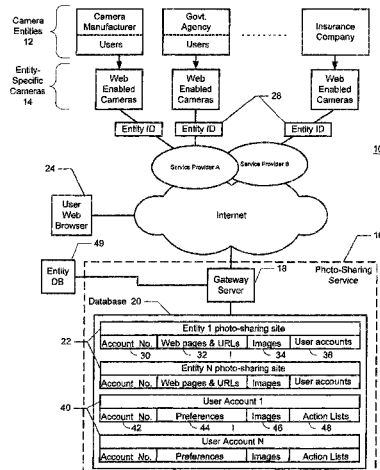 Camera Entities 12
Camera Manufacturer
Users
Govt. Agency
Users
Insurance Company
Entity-Specific Cameras 14
Web Enabled Cameras
Web Enabled Cameras
Web Enabled Cameras
28
Entity ID
Entity ID
Entity ID
Service Provider A
Service Provider B
10
24
User Web Browser
Internet
16
49
Entity DB
Gateway Server
18
Photo-Sharing Service
Database 20
22
Entity 1 photo-sharing site
Account No.
Web pages & URLs
Images
User accounts
30
32
34
36
Entity N photo-sharing site
Account No.
Web pages & URLs
Images
User accounts
40
User Account 1
Account No.
Preferences
Images
Action Lists
42
44
46
48
User Account N
Account No.
Preferences
Images
Action Lists